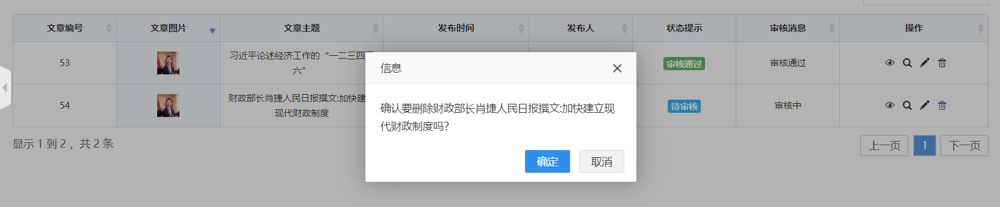 文章编号 文章图片 文章主题 发布时间 发布人 状态提示 审核消息 操作
53 习近平论述经济工作的“一二三四五 审核通过 审核通过
六”
信息
54 财政部长肖捷人民日报撰文:加快建 待审核 审核中
现代财政制度
确认要删除财政部长肖捷人民日报撰文:加快建立现
代财政制度吗?
确定 取消
显示 1 到 2 ，共 2 条
上一页 1 下一页